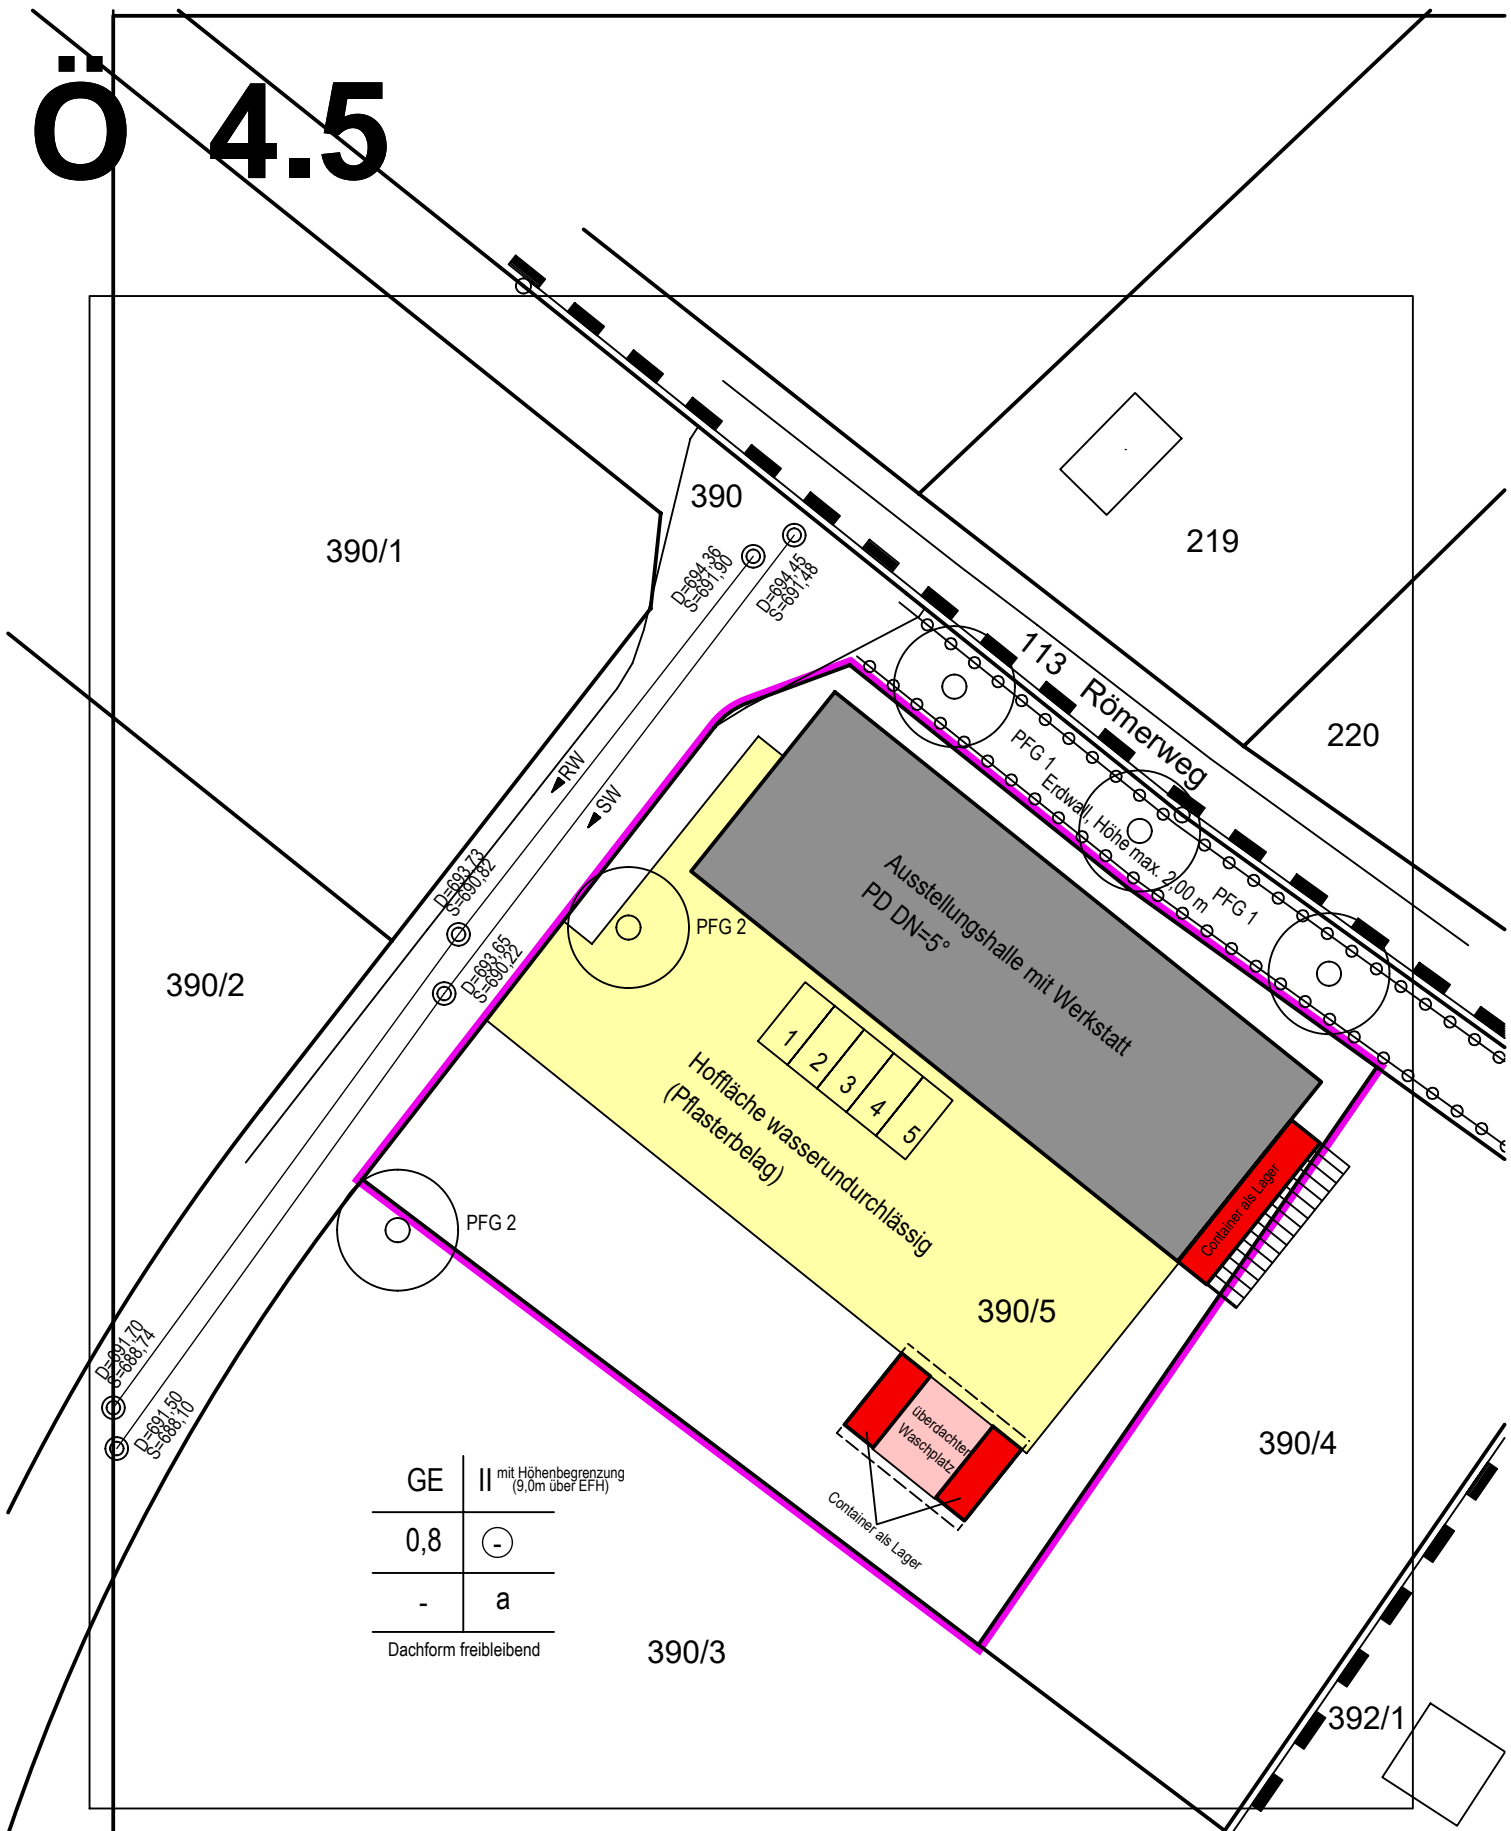 Ö 4.5
390
390/1
219
D=694,36
S=691,90
D=694,45
S=691,48
113 Römerweg
220
PFG 1
Erdwall, Höhe max. 2,00 m
PFG 1
RW
SW
D=693,73
S=690,82
D=693,65
S=690,22
PFG 2
390/2
Ausstellungshalle mit Werkstatt
PD DN=5°
1 2 3 4 5
Hoffläche wasserundurchlässig
(Pflasterbelag)
Container als Lager
PFG 2
390/5
D=691,70
S=688,74
D=691,50
S=688,10
überdachter
Waschplatz
390/4
Container als Lager
GE II mit Höhenbegrenzung
(9,0m über EFH)
0,8 -
- a
Dachform freibleibend
390/3
392/1